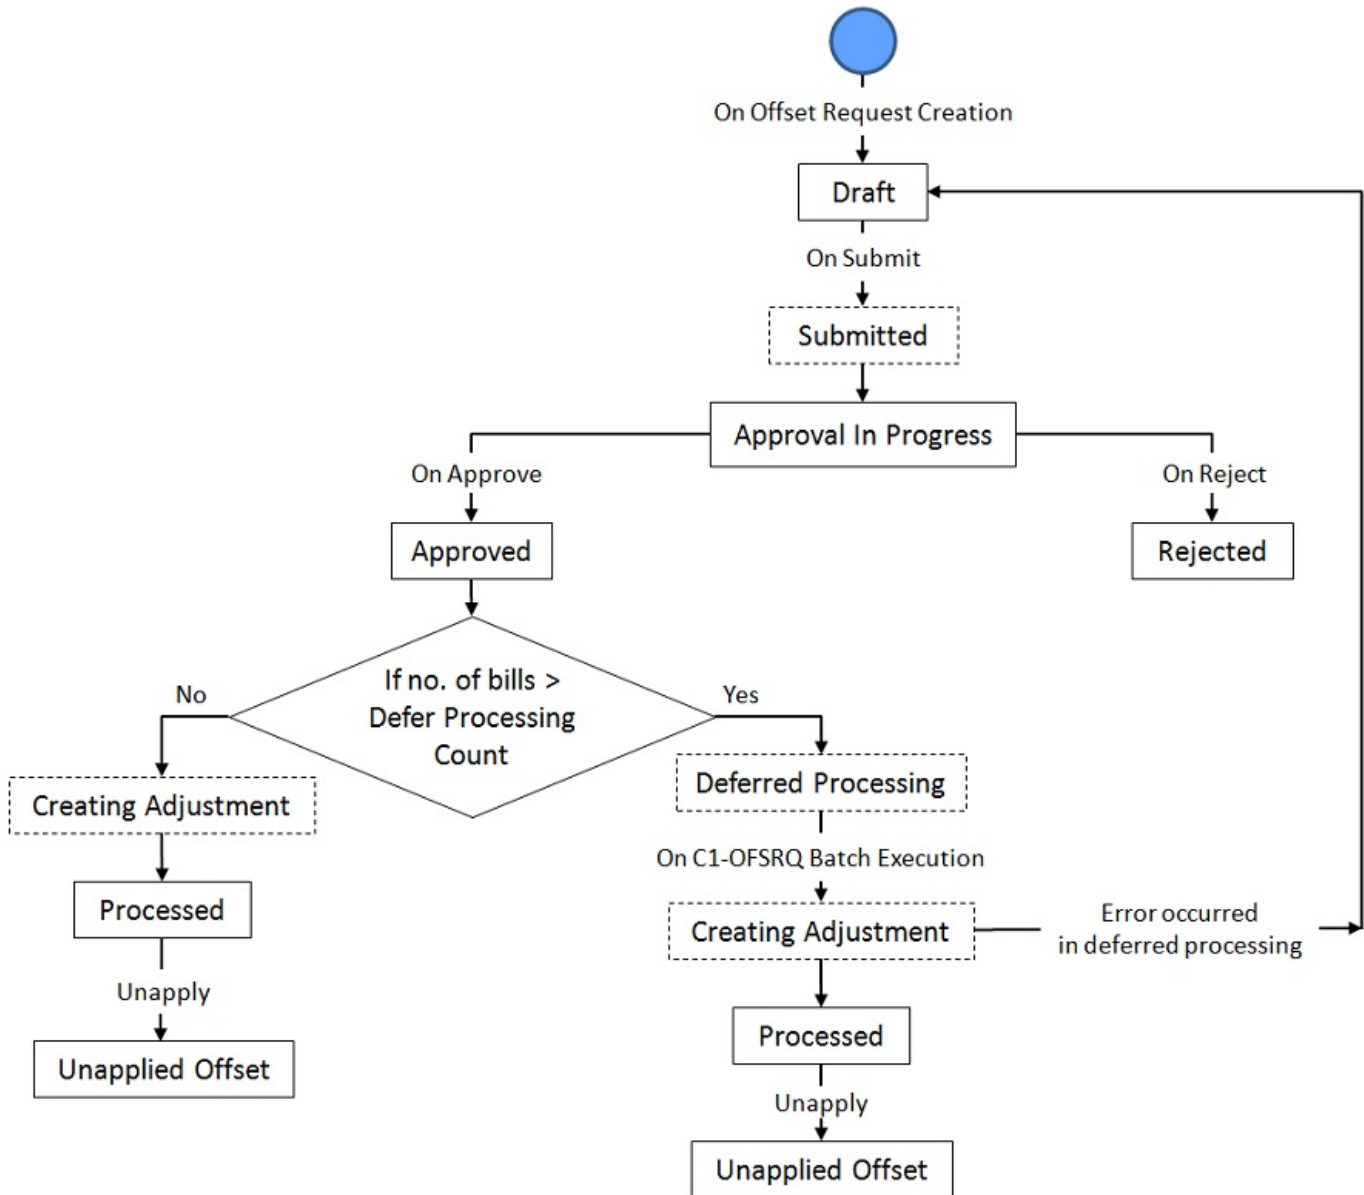 On Offset Request Creation
Draft
On Submit
Submitted
Approval In Progress
On Approve
On Reject
Approved
Rejected
If no. of bills >
Defer Processing
Count
No
Yes
Creating Adjustment
Deferred Processing
On C1-OFSRQ Batch Execution
Processed
Creating Adjustment
Error occurred
in deferred processing
Unapply
Processed
Unapplied Offset
Unapply
Unapplied Offset